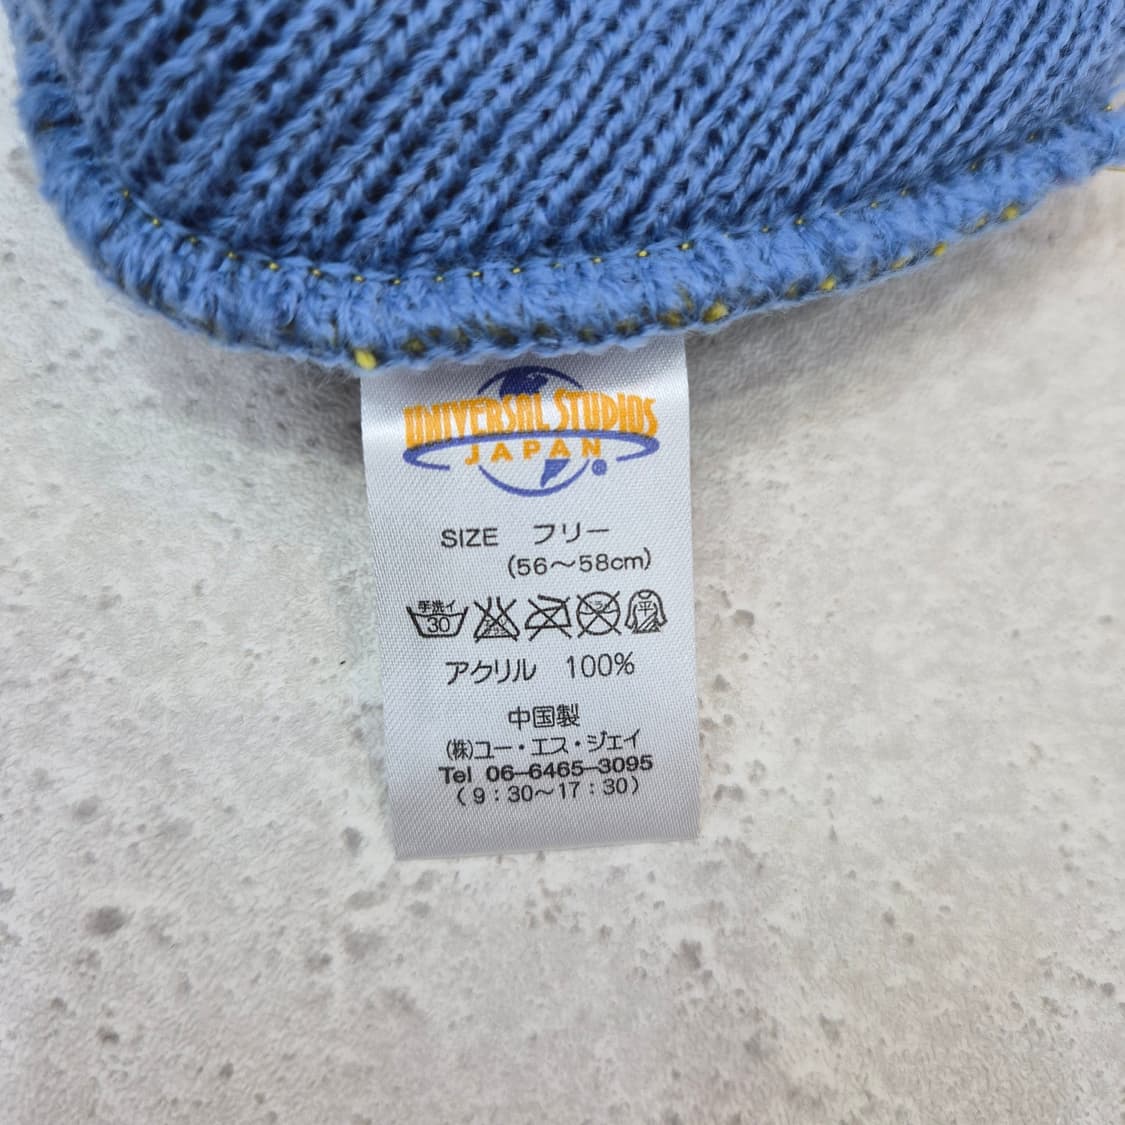 UNIVERSAL STUDIOS
JAPAN ®
SIZE フリー
(56～58cm)
手洗イ
30
平
アクリル 100%
中国製
(株)ユー・エス・ジェイ
Tel 06-6465-3095
(9:30～17:30)